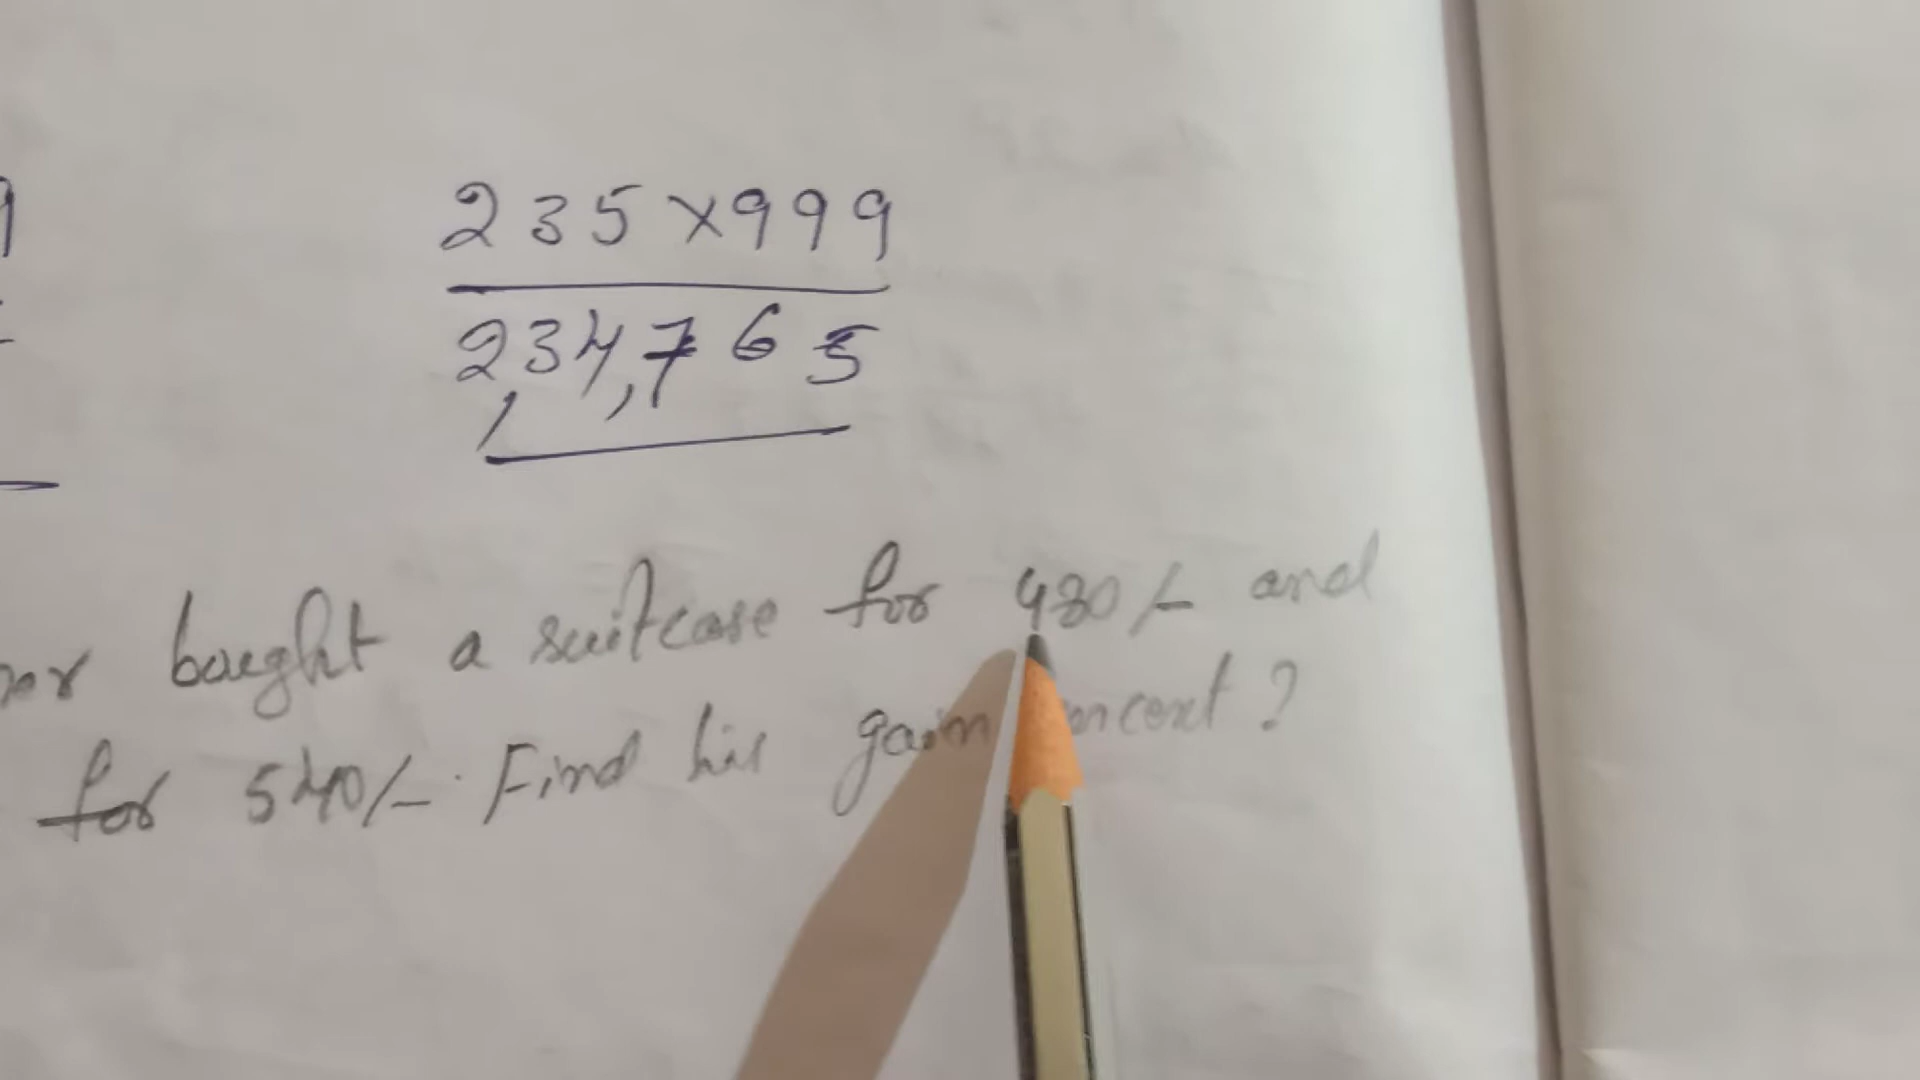 235×999
234,765
bought a suitcase for 480/- and
for 540/-. Find his gain